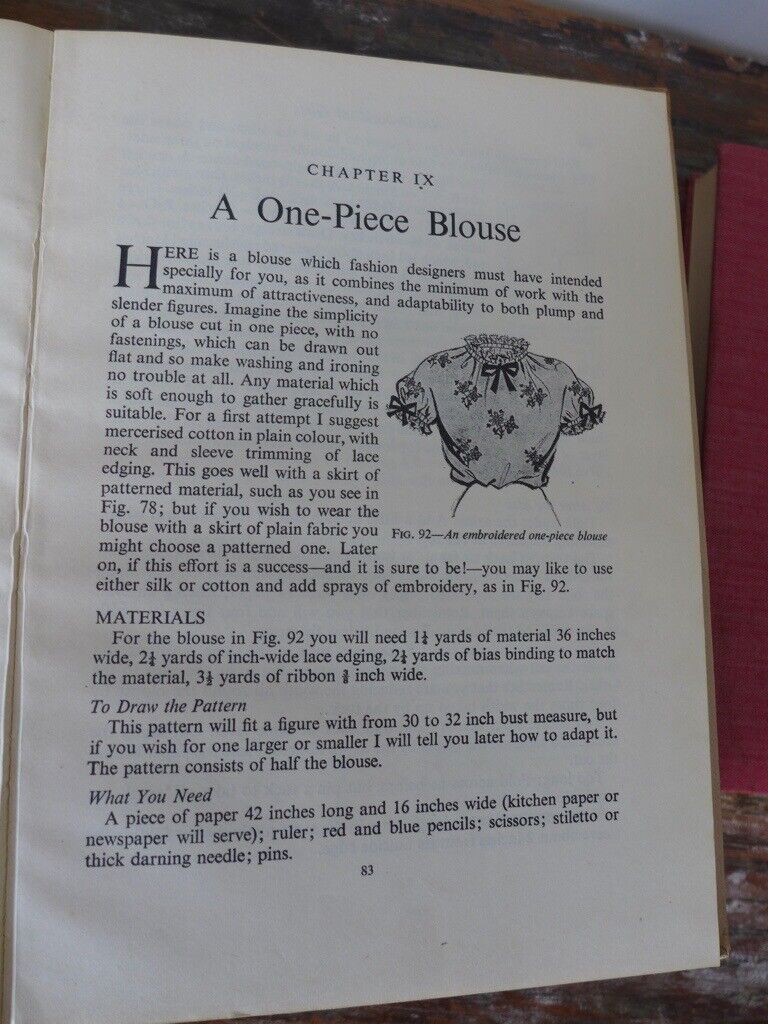 CHAPTER IX
A One-Piece Blouse
HERE is a blouse which fashion designers must have intended
specially for you, as it combines the minimum of work with the
maximum of attractiveness, and adaptability to both plump and
slender figures. Imagine the simplicity
of a blouse cut in one piece, with no
fastenings, which can be drawn out
flat and so make washing and ironing
no trouble at all. Any material which
is soft enough to gather gracefully is
suitable. For a first attempt I suggest
mercerised cotton in plain colour, with
neck and sleeve trimming of lace
edging. This goes well with a skirt of
patterned material, such as you see in
Fig. 78; but if you wish to wear the
blouse with a skirt of plain fabric you
might choose a patterned one. Later
FIG. 92—An embroidered one-piece blouse
on, if this effort is a success—and it is sure to be!—you may like to use
either silk or cotton and add sprays of embroidery, as in Fig. 92.
MATERIALS
For the blouse in Fig. 92 you will need 1¼ yards of material 36 inches
wide, 2¼ yards of inch-wide lace edging, 2¼ yards of bias binding to match
the material, 3½ yards of ribbon ⅜ inch wide.
To Draw the Pattern
This pattern will fit a figure with from 30 to 32 inch bust measure, but
if you wish for one larger or smaller I will tell you later how to adapt it.
The pattern consists of half the blouse.
What You Need
A piece of paper 42 inches long and 16 inches wide (kitchen paper or
newspaper will serve); ruler; red and blue pencils; scissors; stiletto or
thick darning needle; pins.
83